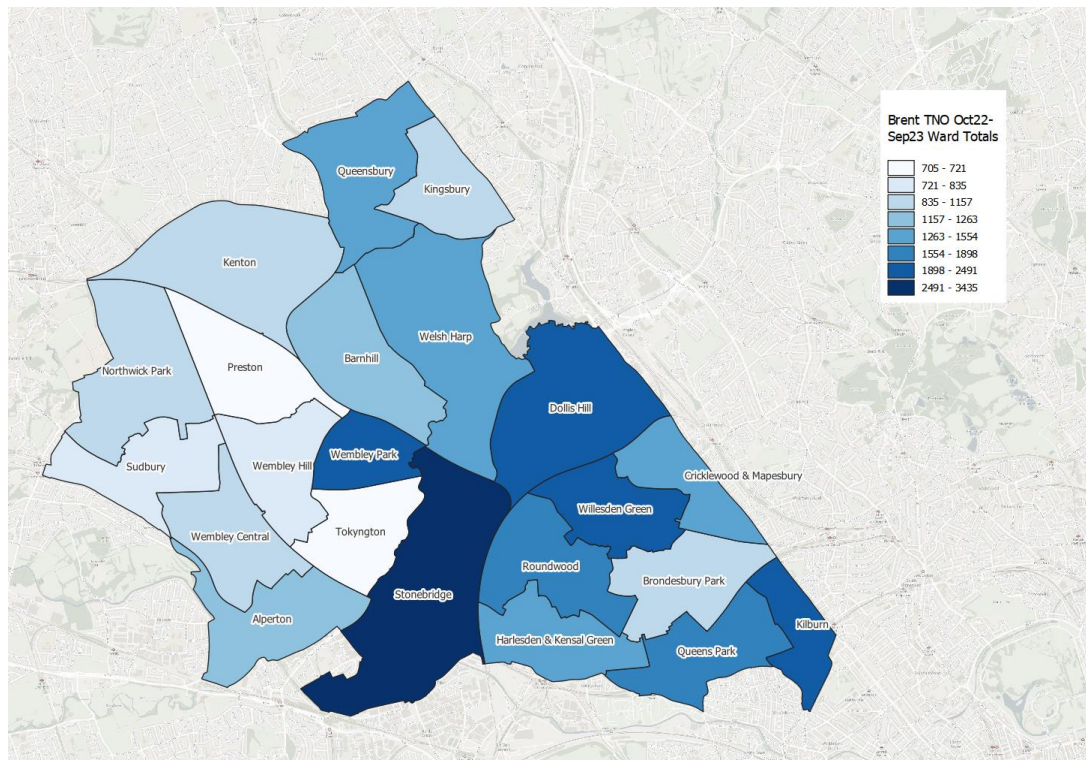 Brent TNO Oct22-
Sep23 Ward Totals
705 - 721
721 - 835
835 - 1157
1157 - 1263
1263 - 1554
1554 - 1898
1898 - 2491
2491 - 3435
Queensbury
Kingsbury
Kenton
Welsh Harp
Barnhill
Preston
Northwick Park
Dollis Hill
Wembley Park
Wembley Hill
Sudbury
Cricklewood & Mapesbury
Willesden Green
Tokyngton
Wembley Central
Roundwood
Brondesbury Park
Stonebridge
Alperton
Kilburn
Harlesden & Kensal Green
Queens Park